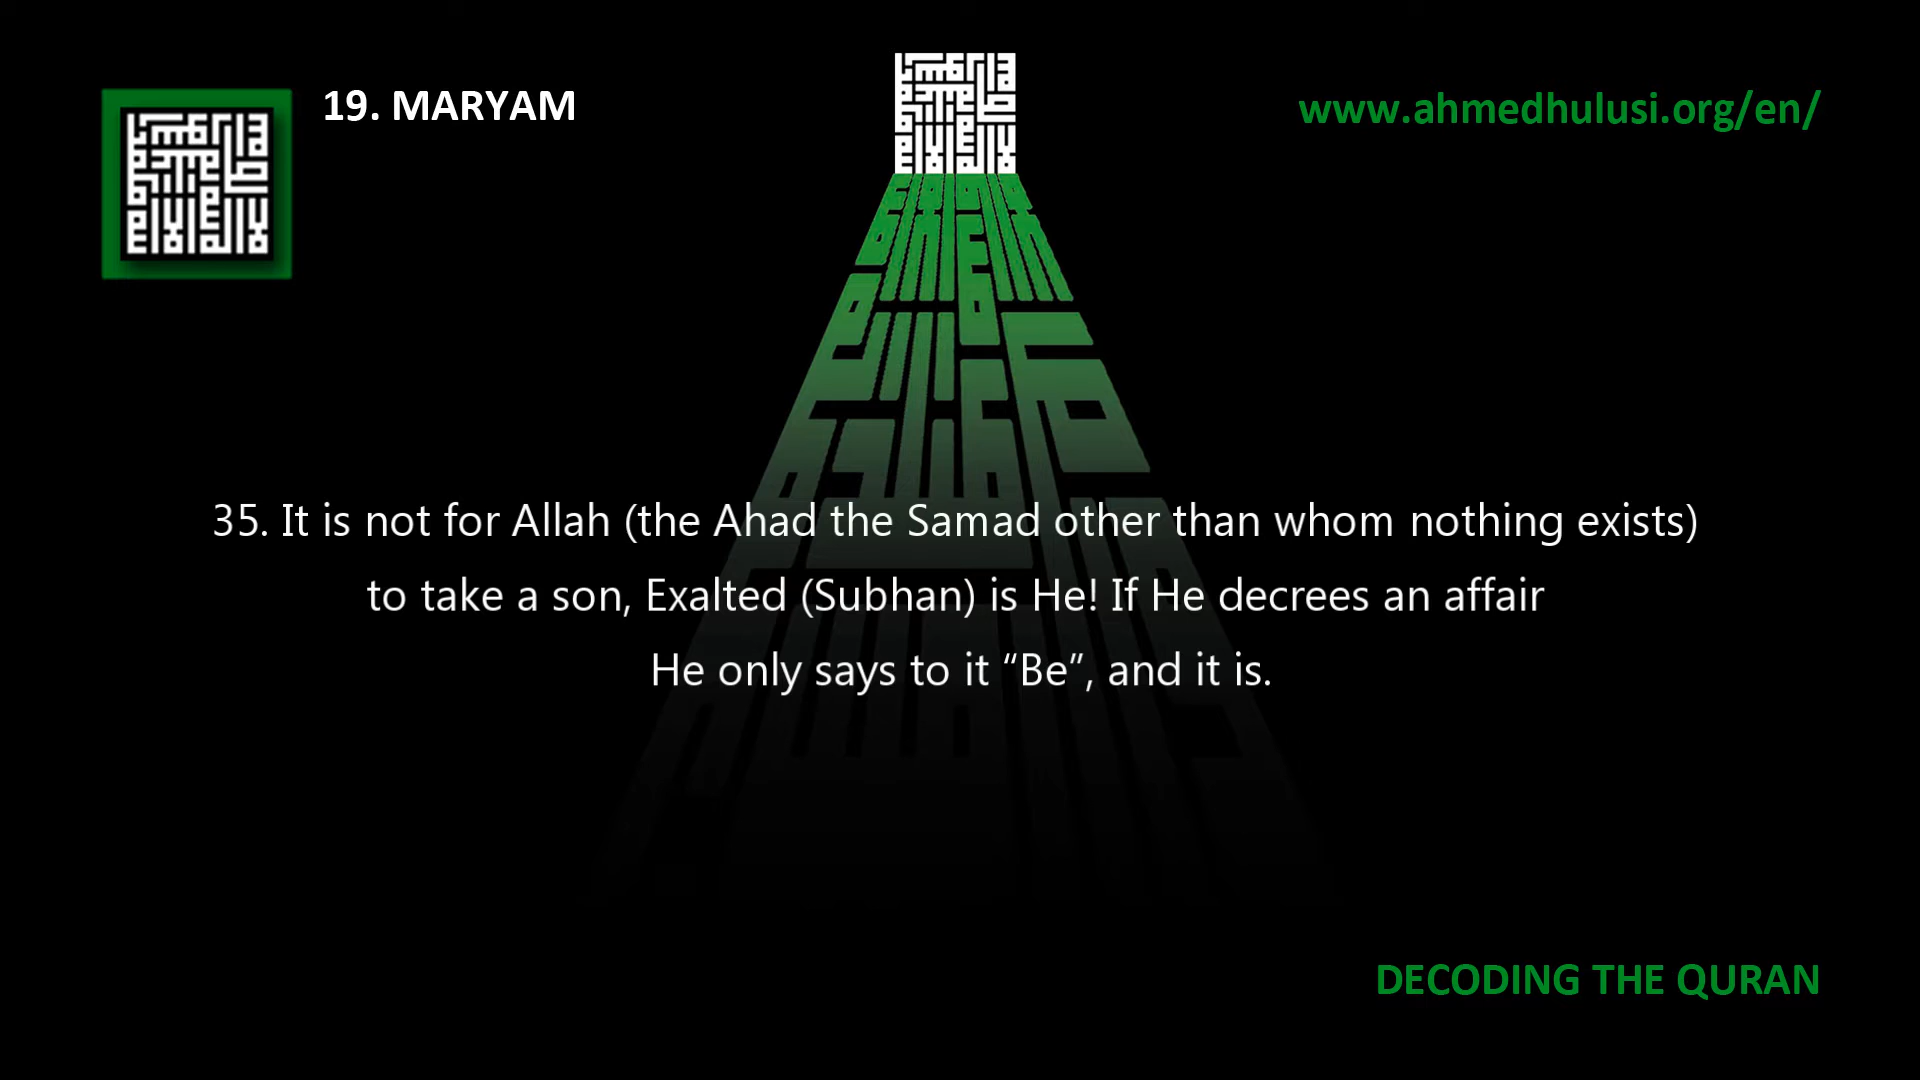 19. MARYAM
www.ahmedhulusi.org/en/
35. It is not for Allah (the Ahad the Samad other than whom nothing exists)
to take a son, Exalted (Subhan) is He! If He decrees an affair
He only says to it “Be”, and it is.
DECODING THE QURAN